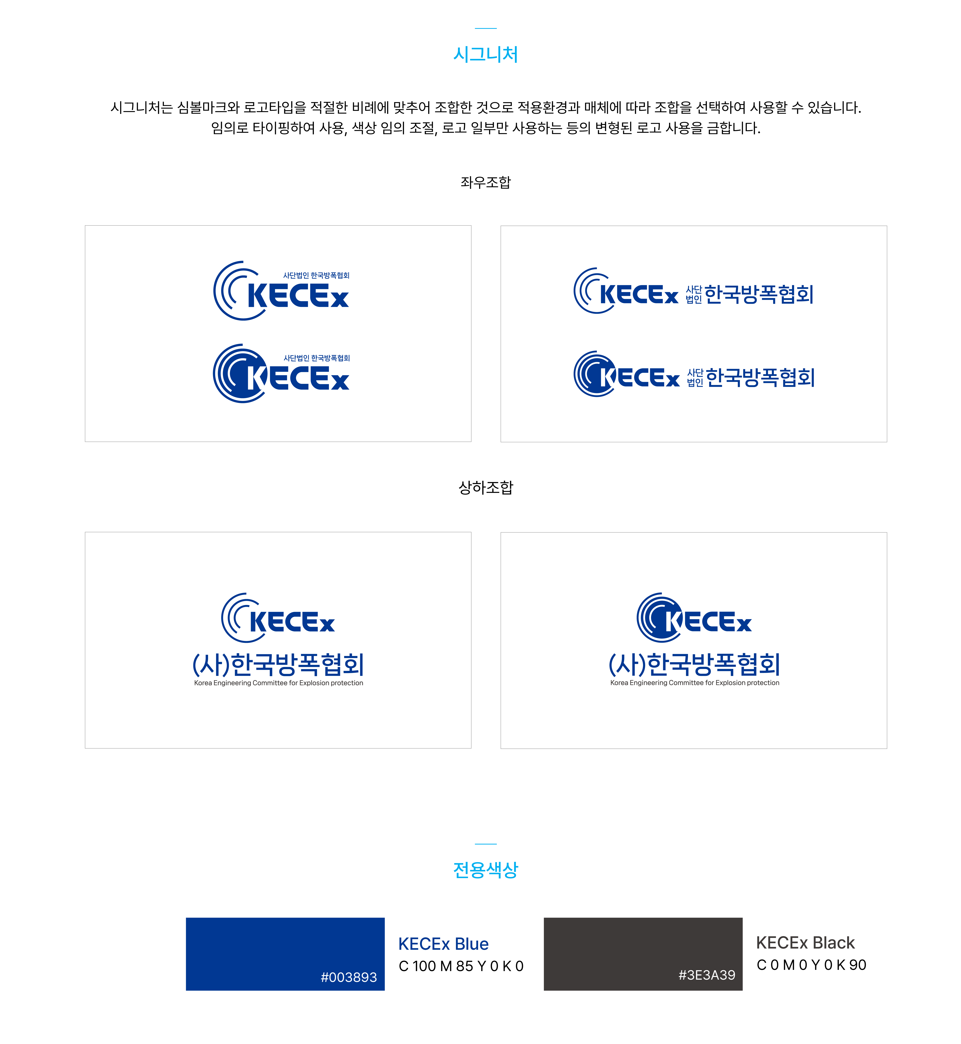 시그니처
시그니처는 심볼마크와 로고타입을 적절한 비례에 맞추어 조합한 것으로 적용환경과 매체에 따라 조합을 선택하여 사용할 수 있습니다.
임의로 타이핑하여 사용, 색상 임의 조절, 로고 일부만 사용하는 등의 변형된 로고 사용을 금합니다.
좌우조합
사단법인 한국방폭협회
KECEx
사단법인 한국방폭협회
KECEx
KECEx 사단법인 한국방폭협회
KECEx 사단법인 한국방폭협회
상하조합
KECEx
(사)한국방폭협회
Korea Engineering Committee for Explosion protection
KECEx
(사)한국방폭협회
Korea Engineering Committee for Explosion protection
전용색상
#003893
KECEx Blue
C 100 M 85 Y 0 K 0
#3E3A39
KECEx Black
C 0 M 0 Y 0 K 90